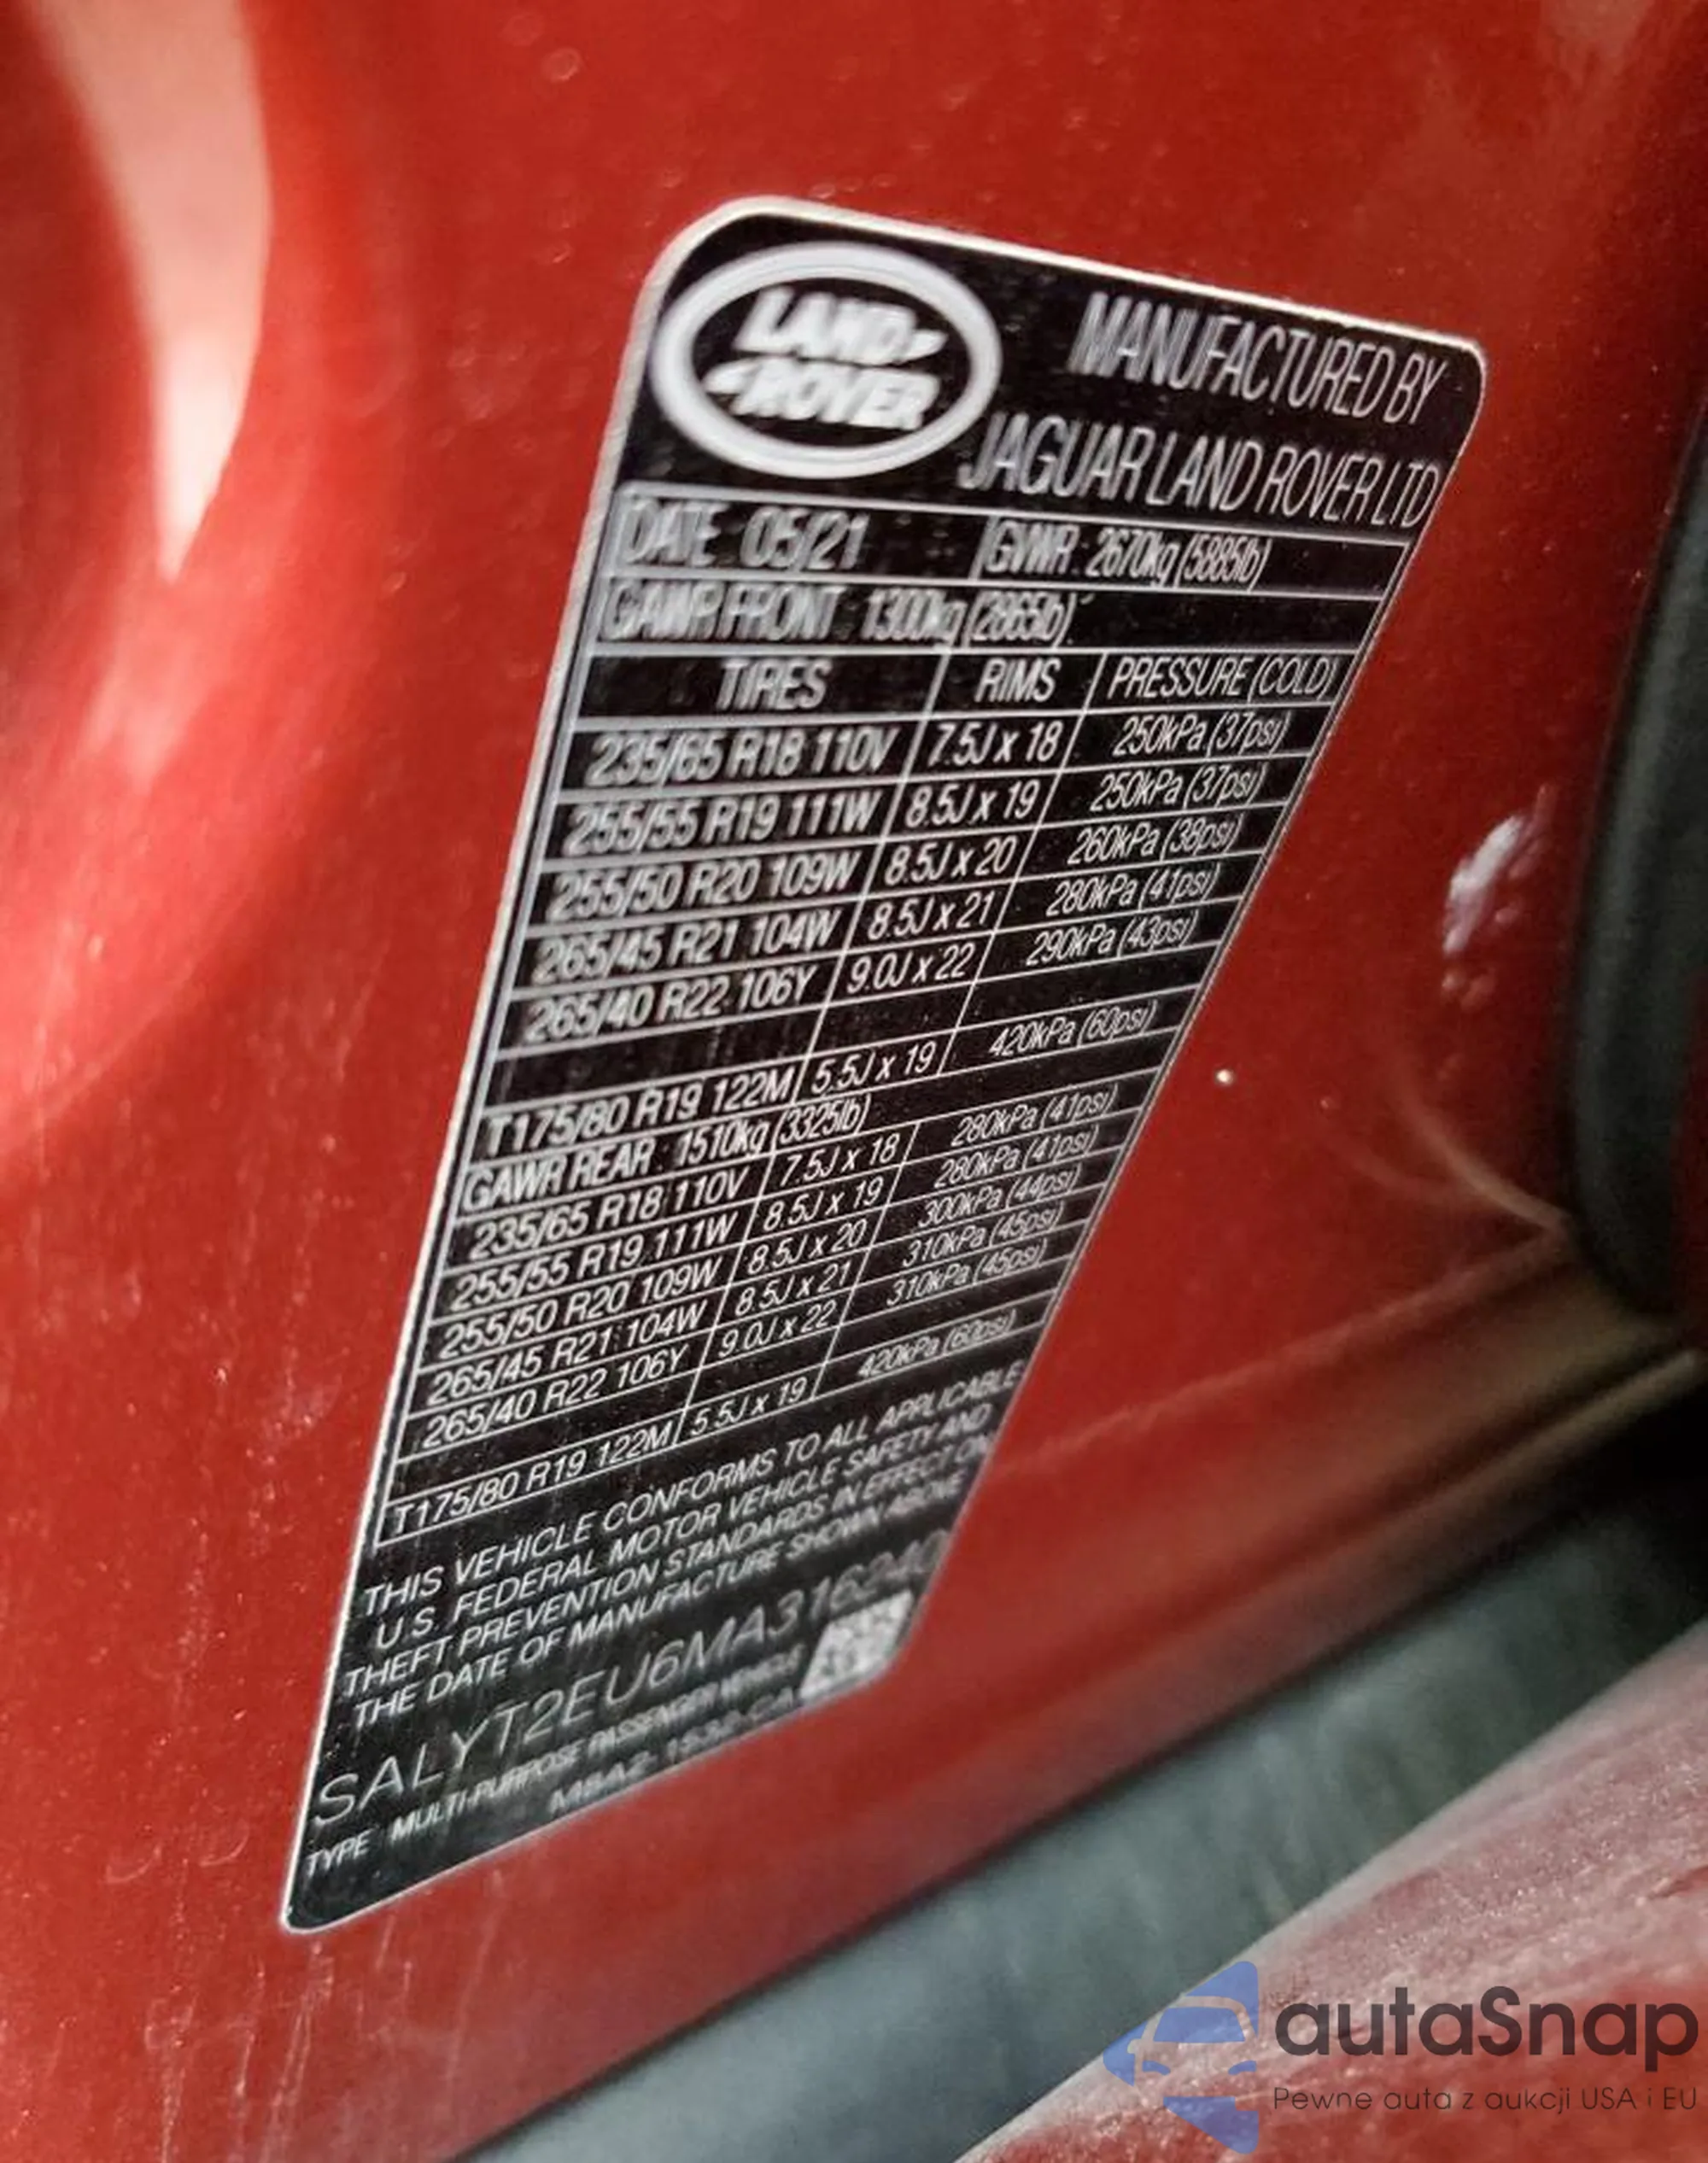 LAND
ROVER
MANUFACTURED BY
JAGUAR LAND ROVER LTD
DATE 05/21 GVWR : 2670kg (5885lb)
GAWR FRONT 1300kg (2865lb)
TIRES RIMS PRESSURE (COLD)
235/65 R18 110V 7.5J x 18 250kPa (37psi)
255/55 R19 111W 8.5J x 19 250kPa (37psi)
255/50 R20 109W 8.5J x 20 260kPa (38psi)
265/45 R21 104W 8.5J x 21 280kPa (41psi)
265/40 R22 106Y 9.0J x 22 290kPa (43psi)
T175/80 R19 122M 5.5J x 19 420kPa (60psi)
GAWR REAR : 1510kg (3325lb)
235/65 R18 110V 7.5J x 18 280kPa (41psi)
255/55 R19 111W 8.5J x 19 280kPa (41psi)
255/50 R20 109W 8.5J x 20 300kPa (44psi)
265/45 R21 104W 8.5J x 21 310kPa (45psi)
265/40 R22 106Y 9.0J x 22 310kPa (45psi)
T175/80 R19 122M 5.5J x 19 420kPa (60psi)
THIS VEHICLE CONFORMS TO ALL APPLICABLE
U.S. FEDERAL MOTOR VEHICLE SAFETY AND
THEFT PREVENTION STANDARDS IN EFFECT ON
THE DATE OF MANUFACTURE SHOWN ABOVE
SALYT2EU6MA316240
TYPE MULTI-PURPOSE PASSENGER VEHICLE
autaSnap
Pewne auta z aukcji USA i EU